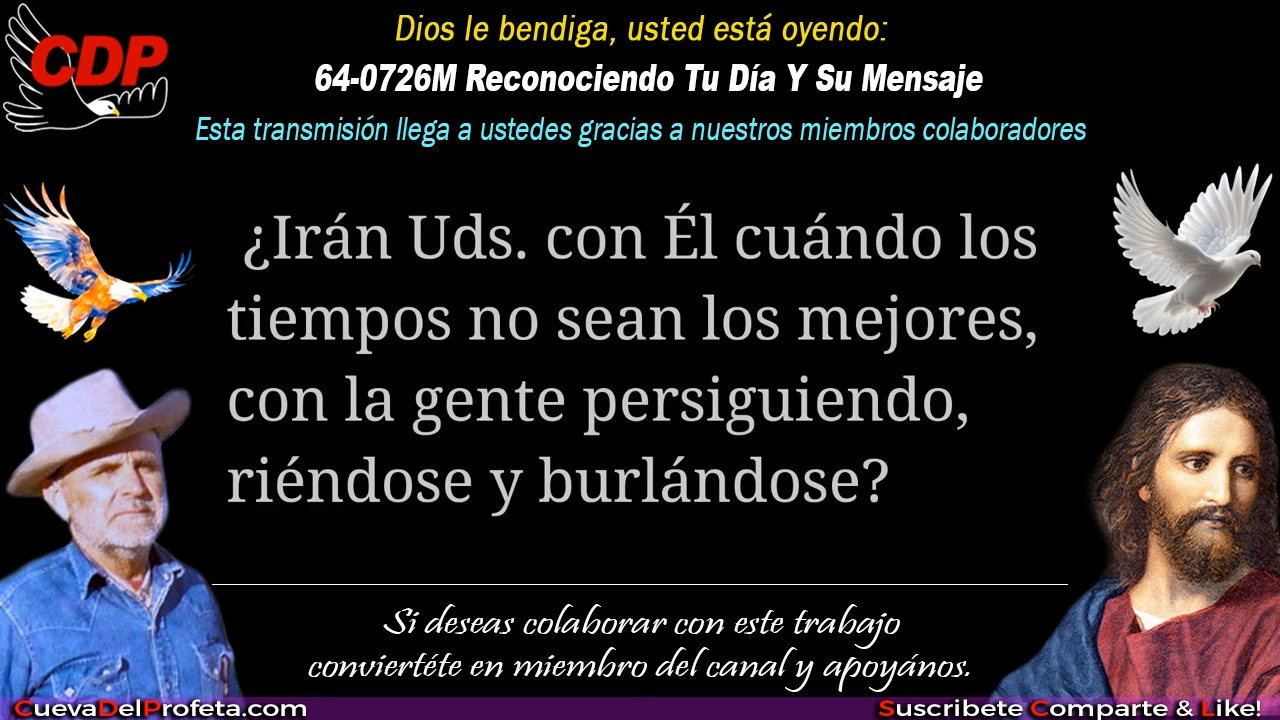 CDP
Dios le bendiga, usted está oyendo:
64-0726M Reconociendo Tu Día Y Su Mensaje
Esta transmisión llega a ustedes gracias a nuestros miembros colaboradores
¿Irán Uds. con Él cuándo los
tiempos no sean los mejores,
con la gente persiguiendo,
riéndose y burlándose?
Si deseas colaborar con este trabajo
conviertéte en miembro del canal y apoyános.
CuevaDelProfeta.com
Suscribete Comparte & Like!